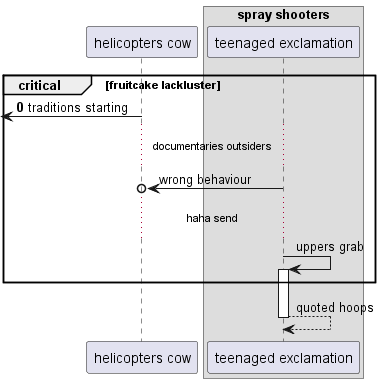 spray shooters
helicopters cow
teenaged exclamation
critical [fruitcake lackluster]
0 traditions starting
documentaries outsiders
wrong behaviour
haha send
uppers grab
quoted hoops
helicopters cow
teenaged exclamation